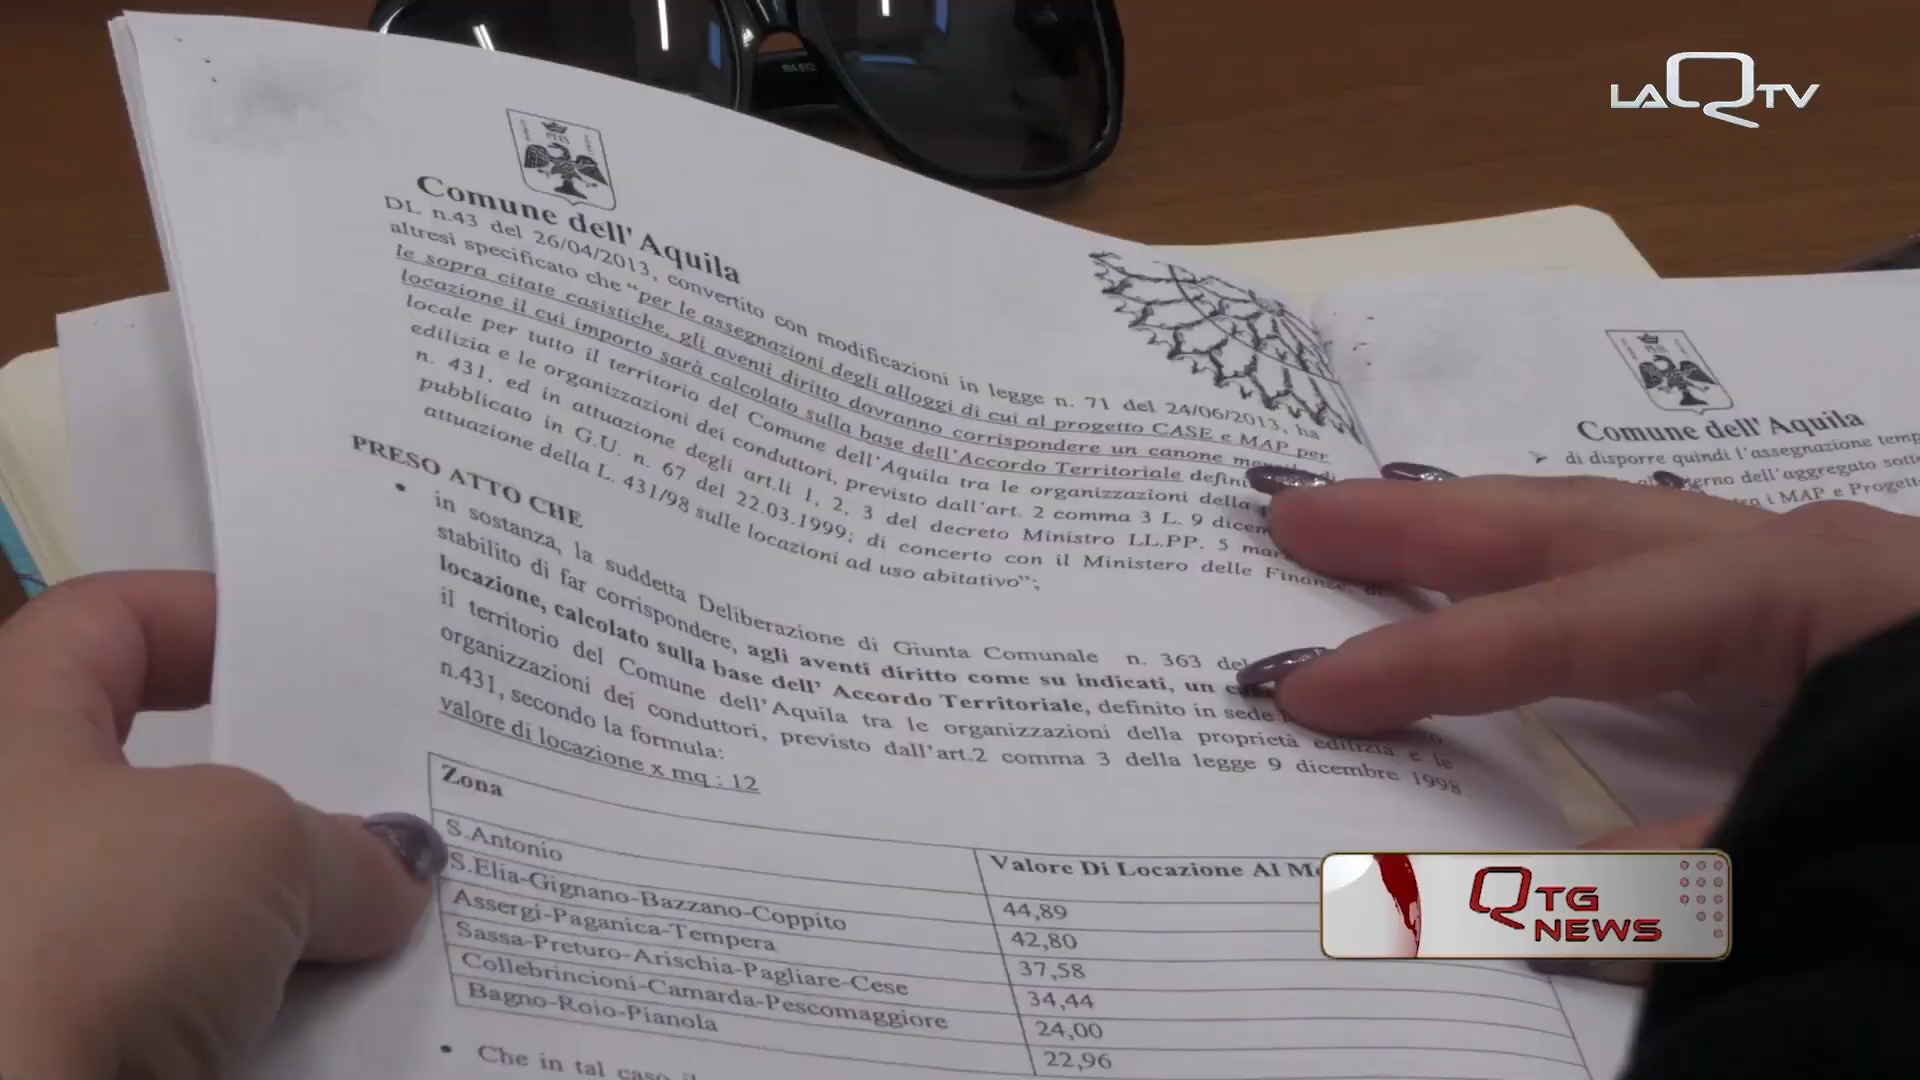 LAQTV
Comune dell'Aquila
DL n.43 del 26/04/2013, convertito con modificazioni in legge n. 71 del 24/06/2013, ha
altresì specificato che "per le assegnazioni degli alloggi di cui al progetto CASE e MAP per
le sopra citate casistiche, gli aventi diritto dovranno corrispondere un canone
locazione il cui importo sarà calcolato sulla base dell'Accordo Territoriale
locale per tutto il territorio del Comune dell'Aquila tra le organizzazioni della
edilizia e le organizzazioni dei conduttori, previsto dall'art. 2 comma 3 L. 9
n. 431, ed in attuazione degli art.li 1, 2, 3 del decreto Ministro LL.PP. 5
pubblicato in G.U. n. 67 del 22.03.1999; di concerto con il Ministero delle Finanze,
attuazione della L. 431/98 sulle locazioni ad uso abitativo";
PRESO ATTO CHE
• in sostanza, la suddetta Deliberazione di Giunta Comunale n. 363 del
stabilito di far corrispondere, agli aventi diritto come su indicati, un
locazione, calcolato sulla base dell' Accordo Territoriale, definito in sede
il territorio del Comune dell'Aquila tra le organizzazioni della proprietà edilizia e le
organizzazioni dei conduttori, previsto dall'art.2 comma 3 della legge 9 dicembre 1998
n.431, secondo la formula:
valore di locazione x mq : 12
Zona Valore Di Locazione Al
S.Antonio 44,89
S.Elia-Gignano-Bazzano-Coppito 42,80
Assergi-Paganica-Tempera 37,58
Sassa-Preturo-Arischia-Pagliare-Cese 34,44
Collebrincioni-Camarda-Pescomaggiore 24,00
Bagno-Roio-Pianola 22,96
• Che in tal caso il
Comune dell'Aquila
➢ di disporre quindi l'assegnazione
dell'aggregato
i MAP e
QTG
NEWS